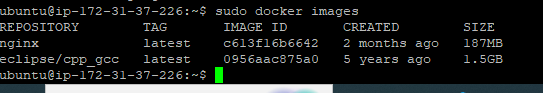 ubuntu@ip-172-31-37-226:~$ sudo docker images
REPOSITORY TAG IMAGE ID CREATED SIZE
nginx latest c613f16b6642 2 months ago 187MB
eclipse/cpp_gcc latest 0956aac875a0 5 years ago 1.5GB
ubuntu@ip-172-31-37-226:~$